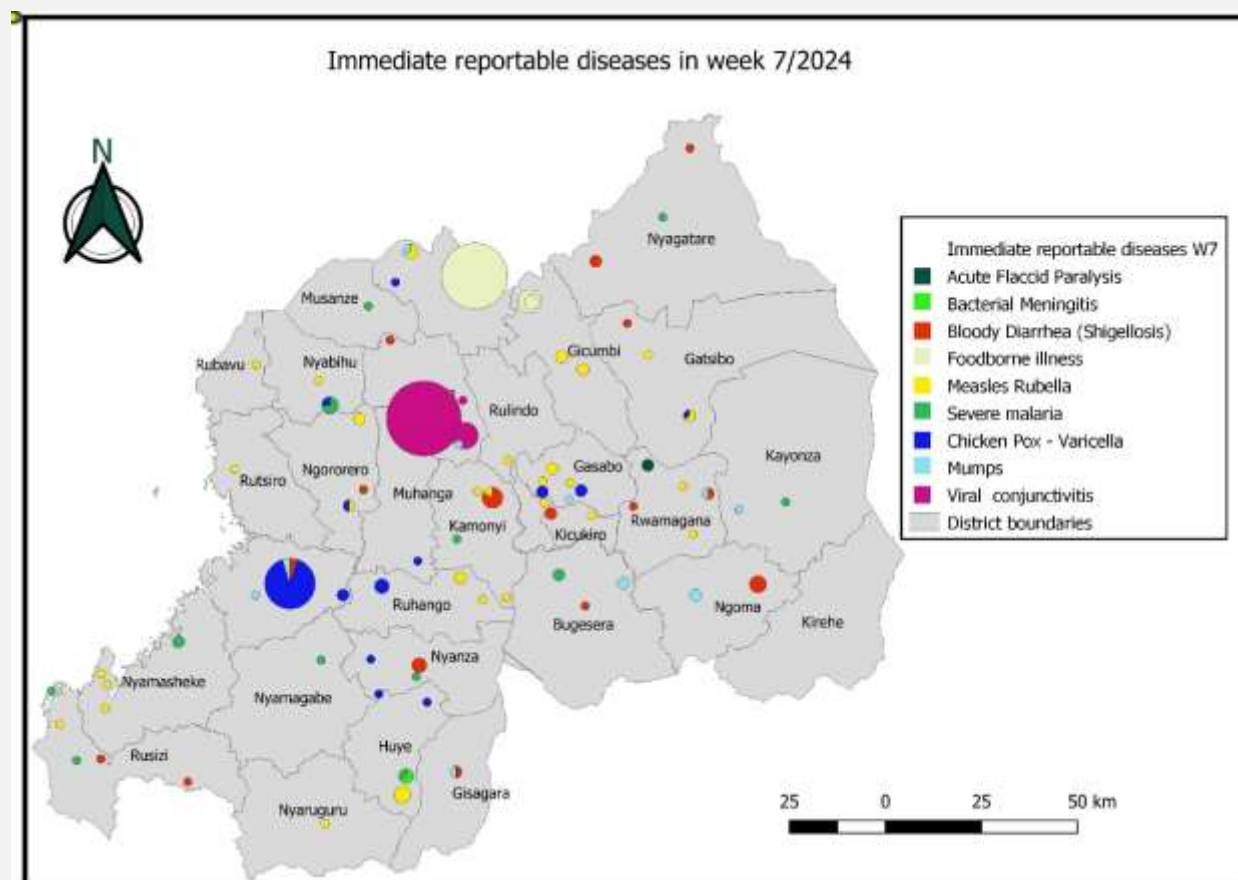 Immediate reportable diseases in week 7/2024
N
Nyagatare
Musanze
Rubavu
Nyabihu
Gicumbi
Gatsibo
Rulindo
Rutsiro
Ngororero
Muhanga
Gasabo
Kayonza
Kamonyi
Kicukiro
Rwamagana
Ruhango
Bugesera
Ngoma
Kirehe
Nyamasheke
Nyamagabe
Nyanza
Rusizi
Huye
Nyaruguru
Gisagara
Immediate reportable diseases W7
Acute Flaccid Paralysis
Bacterial Meningitis
Bloody Diarrhea (Shigellosis)
Foodborne illness
Measles Rubella
Severe malaria
Chicken Pox - Varicella
Mumps
Viral conjunctivitis
District boundaries
25 0 25 50 km